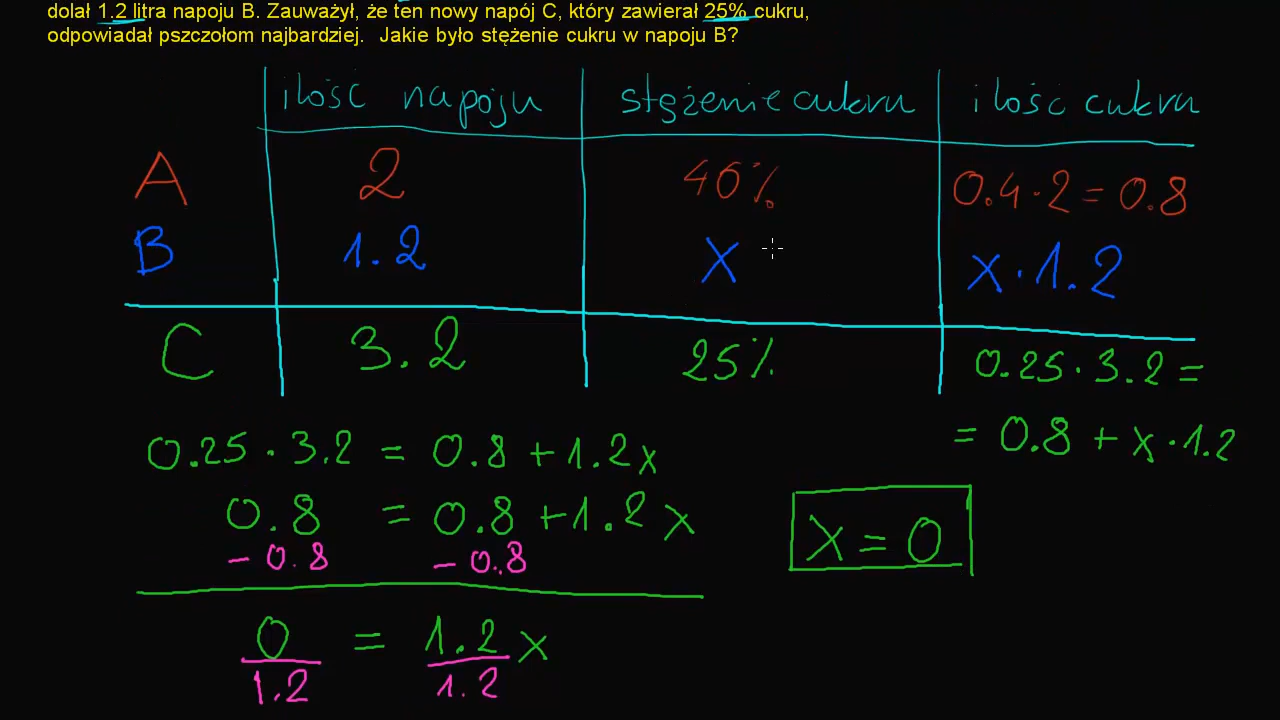 dolał 1.2 litra napoju B. Zauważył, że ten nowy napój C, który zawierał 25% cukru,
odpowiadał pszczołom najbardziej. Jakie było stężenie cukru w napoju B?
ilość napoju stężenie cukru ilość cukru
A 2 40% 0.4·2=0.8
B 1.2 x x·1.2
C 3.2 25% 0.25·3.2=
= 0.8 + x·1.2
0.25·3.2 = 0.8+1.2x
0.8 = 0.8+1.2x
-0.8 -0.8
x=0
0 = 1.2x
1.2 1.2